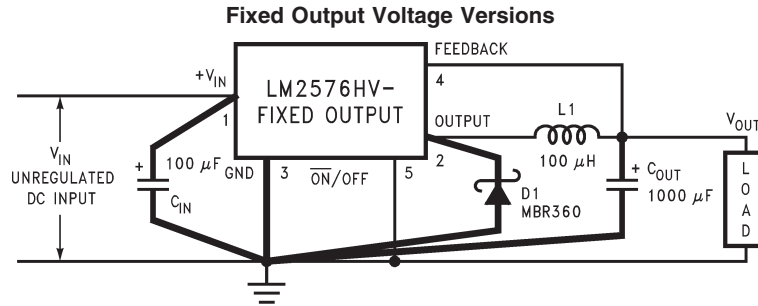 Fixed Output Voltage Versions
FEEDBACK
+VIN
LM2576HV-
FIXED OUTPUT
4
1
OUTPUT
L1
VOUT
2
100 μH
VIN
UNREGULATED
DC INPUT
+
100 μF
CIN
GND
3
ON/OFF
5
D1
MBR360
+
COUT
1000 μF
L
O
A
D